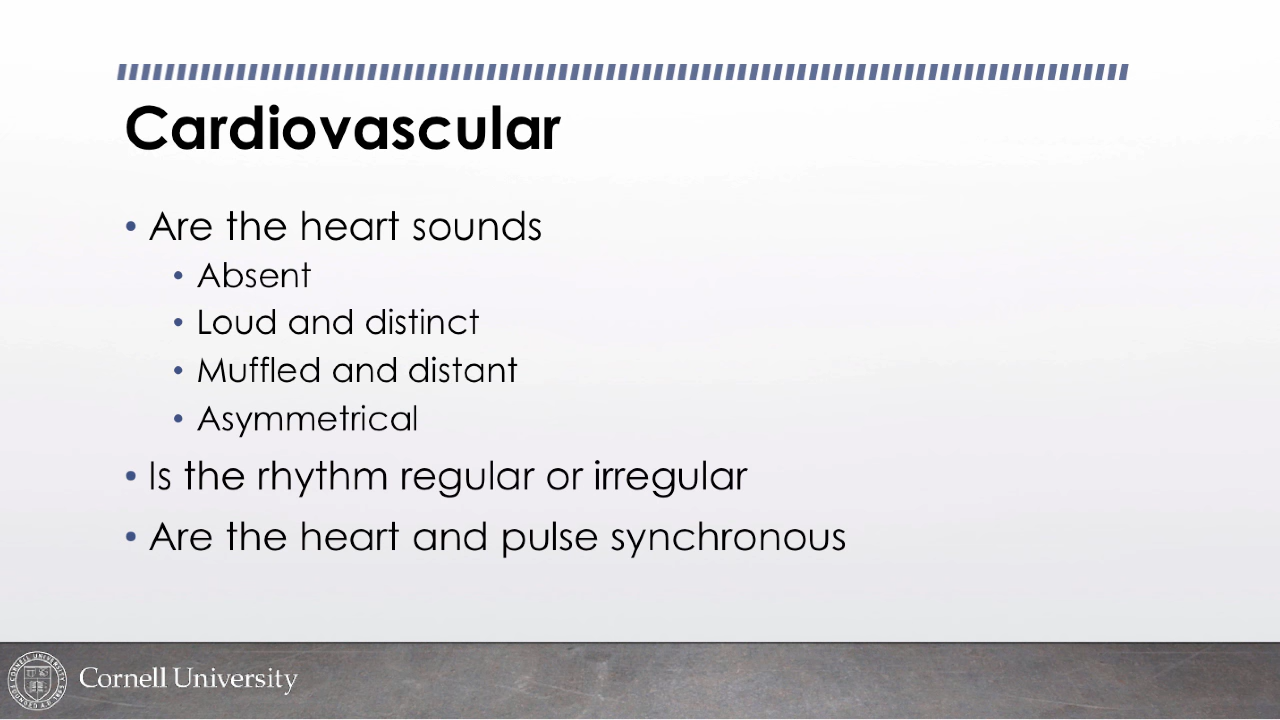 Cardiovascular
• Are the heart sounds
• Absent
• Loud and distinct
• Muffled and distant
• Asymmetrical
• Is the rhythm regular or irregular
• Are the heart and pulse synchronous
Cornell University